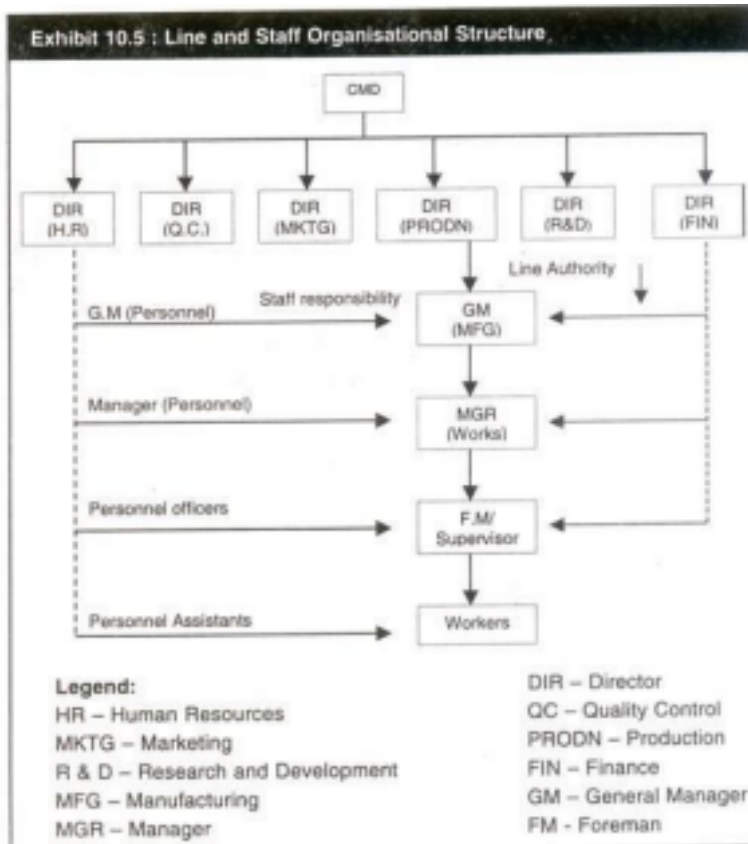 Exhibit 10.5 : Line and Staff Organisational Structure
CMD
DIR
(H.R)
DIR
(Q.C.)
DIR
(MKTG)
DIR
(PRODN)
DIR
(R&D)
DIR
(FIN)
Line Authority
Staff responsibility
G.M (Personnel)
GM
(MFG)
Manager (Personnel)
MGR
(Works)
Personnel officers
F.M/
Supervisor
Personnel Assistants
Workers
Legend:
HR – Human Resources
MKTG – Marketing
R & D – Research and Development
MFG – Manufacturing
MGR – Manager
DIR – Director
QC – Quality Control
PRODN – Production
FIN – Finance
GM – General Manager
FM - Foreman